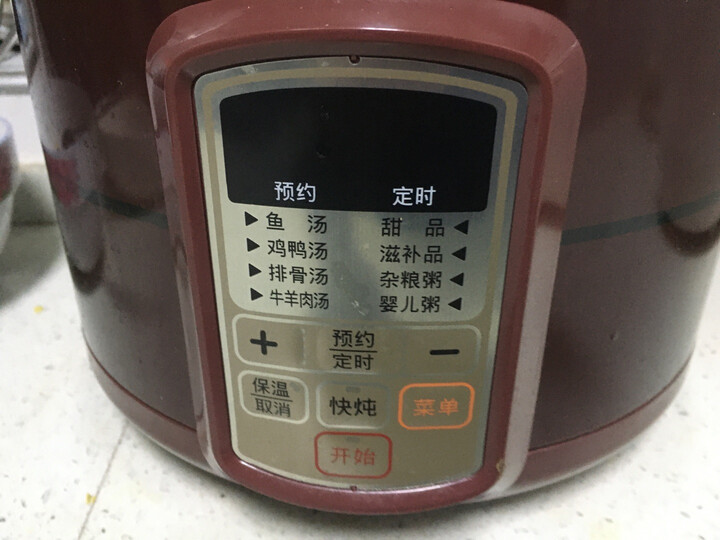 预约 定时
▶鱼 汤 甜 品◀
▶鸡鸭汤 滋补品◀
▶排骨汤 杂粮粥◀
▶牛羊肉汤 婴儿粥◀
+ 预约 −
定时
保温
取消
快炖
菜单
开始